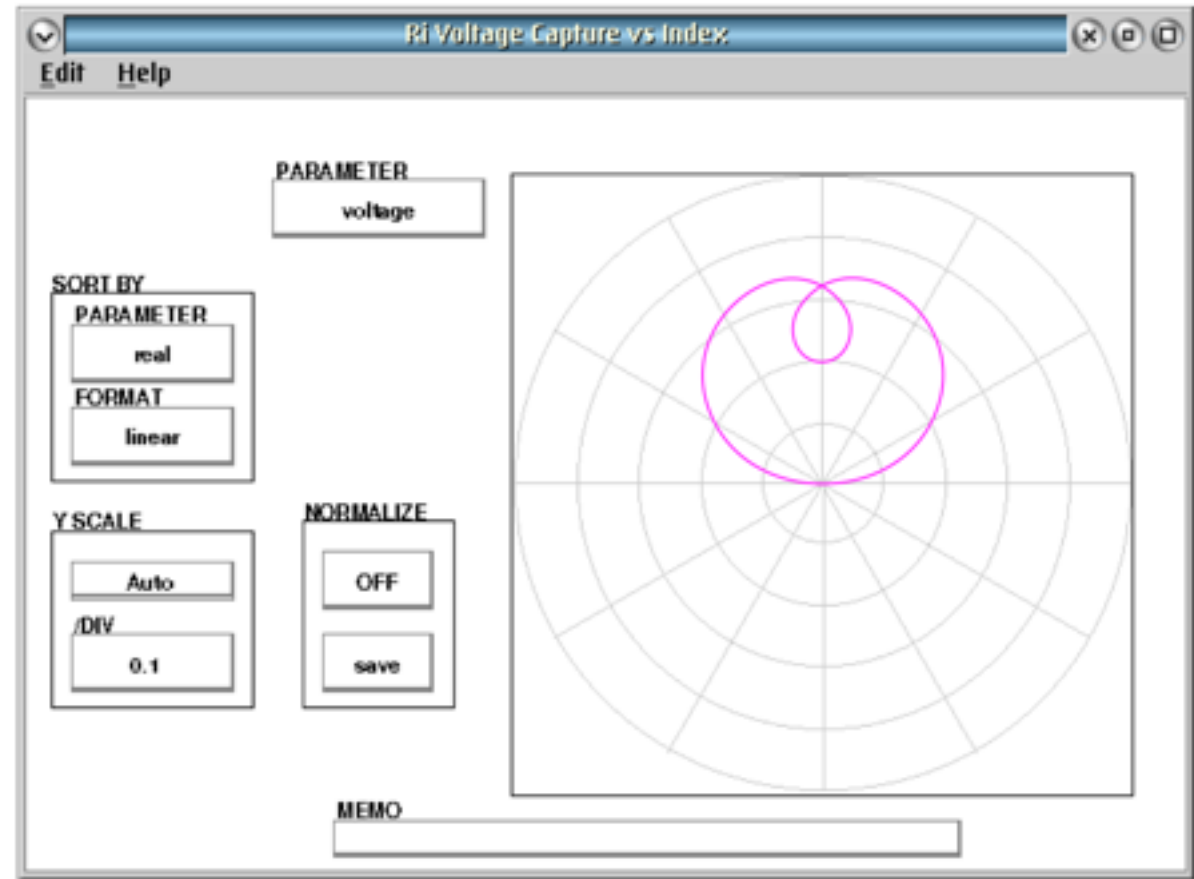 Ri Voltage Capture vs Index
Edit Help
PARAMETER
voltage
SORT BY
PARAMETER
real
FORMAT
linear
Y SCALE
Auto
/DIV
0.1
NORMALIZE
OFF
save
MEMO